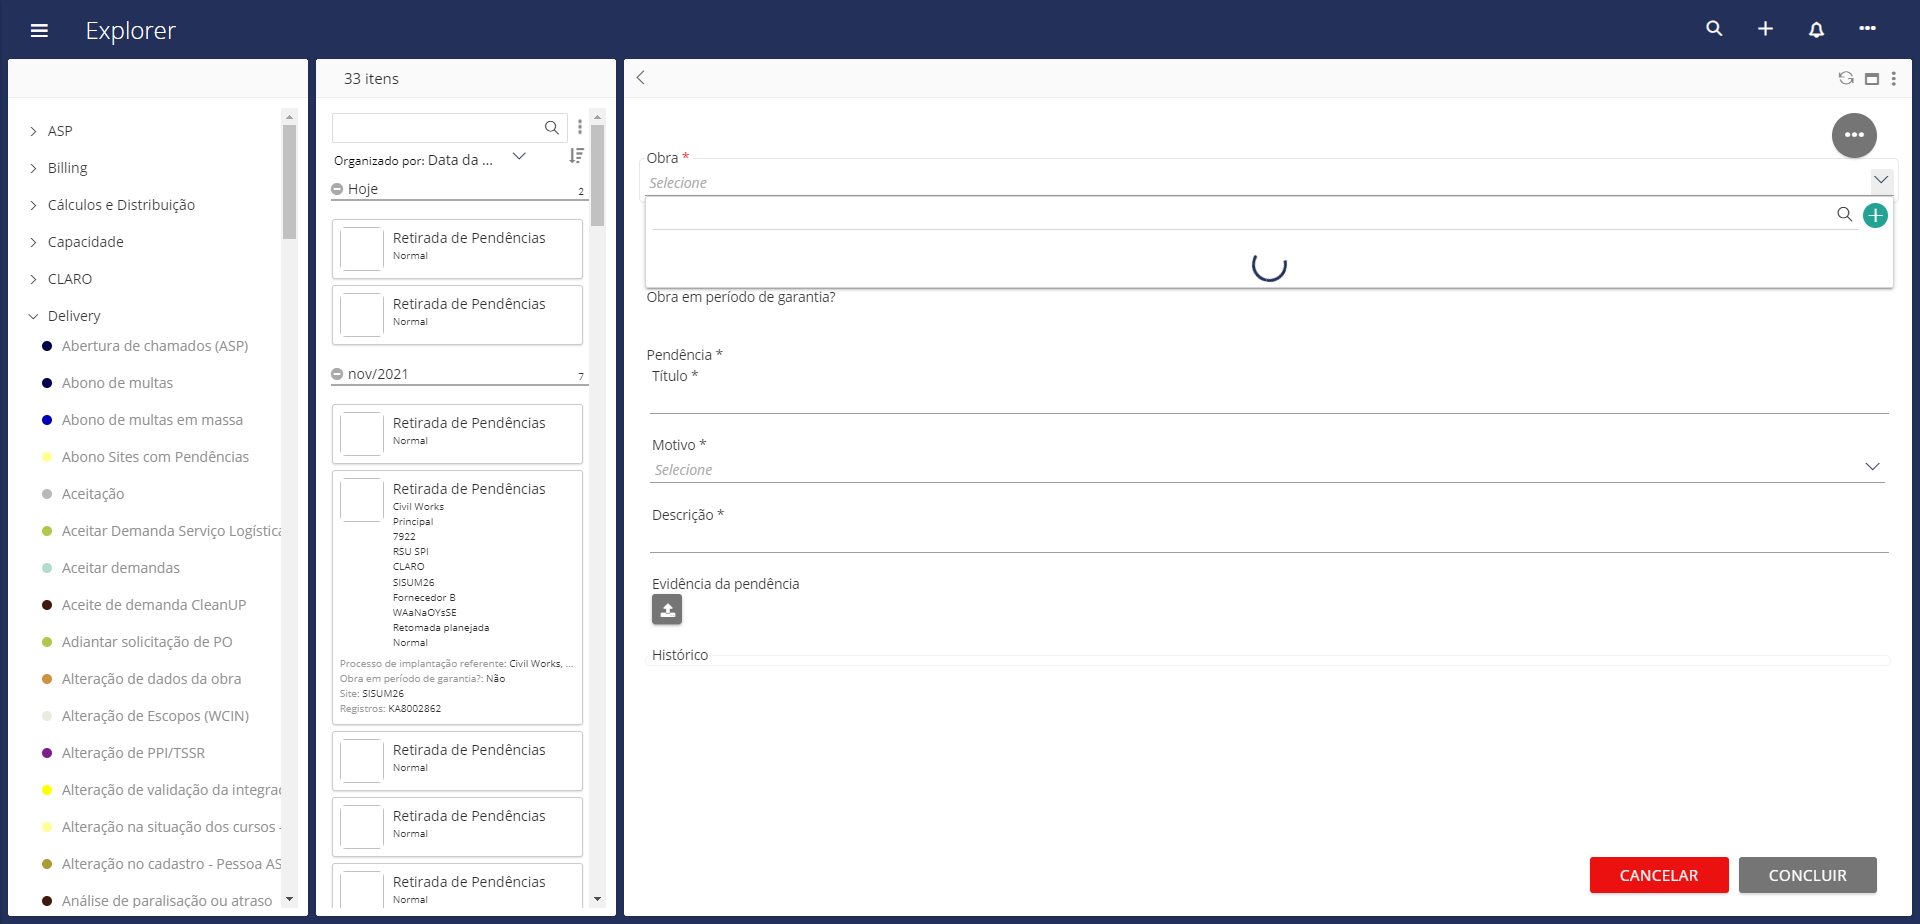 Explorer
ASP
Billing
Cálculos e Distribuição
Capacidade
CLARO
Delivery
Abertura de chamados (ASP)
Abono de multas
Abono de multas em massa
Abono Sites com Pendências
Aceitação
Aceitar Demanda Serviço Logística
Aceitar demandas
Aceite de demanda CleanUP
Adiantar solicitação de PO
Alteração de dados da obra
Alteração de Escopos (WCIN)
Alteração de PPI/TSSR
Alteração de validação da integraç
Alteração na situação dos cursos -
Alteração no cadastro - Pessoa AS
Análise de paralisação ou atraso
33 itens
Organizado por: Data da ...
Hoje 2
Retirada de Pendências
Normal
Retirada de Pendências
Normal
nov/2021 7
Retirada de Pendências
Normal
Retirada de Pendências
Civil Works
Principal
7922
RSU SPI
CLARO
SISUM26
Fornecedor B
WAaNaOYsSE
Retomada planejada
Normal
Processo de implantação referente: Civil Works, ...
Obra em período de garantia?: Não
Site: SISUM26
Registros: KA8002862
Retirada de Pendências
Normal
Retirada de Pendências
Normal
Retirada de Pendências
Normal
Obra *
Selecione
Obra em período de garantia?
Pendência *
Título *
Motivo *
Selecione
Descrição *
Evidência da pendência
Histórico
CANCELAR
CONCLUIR